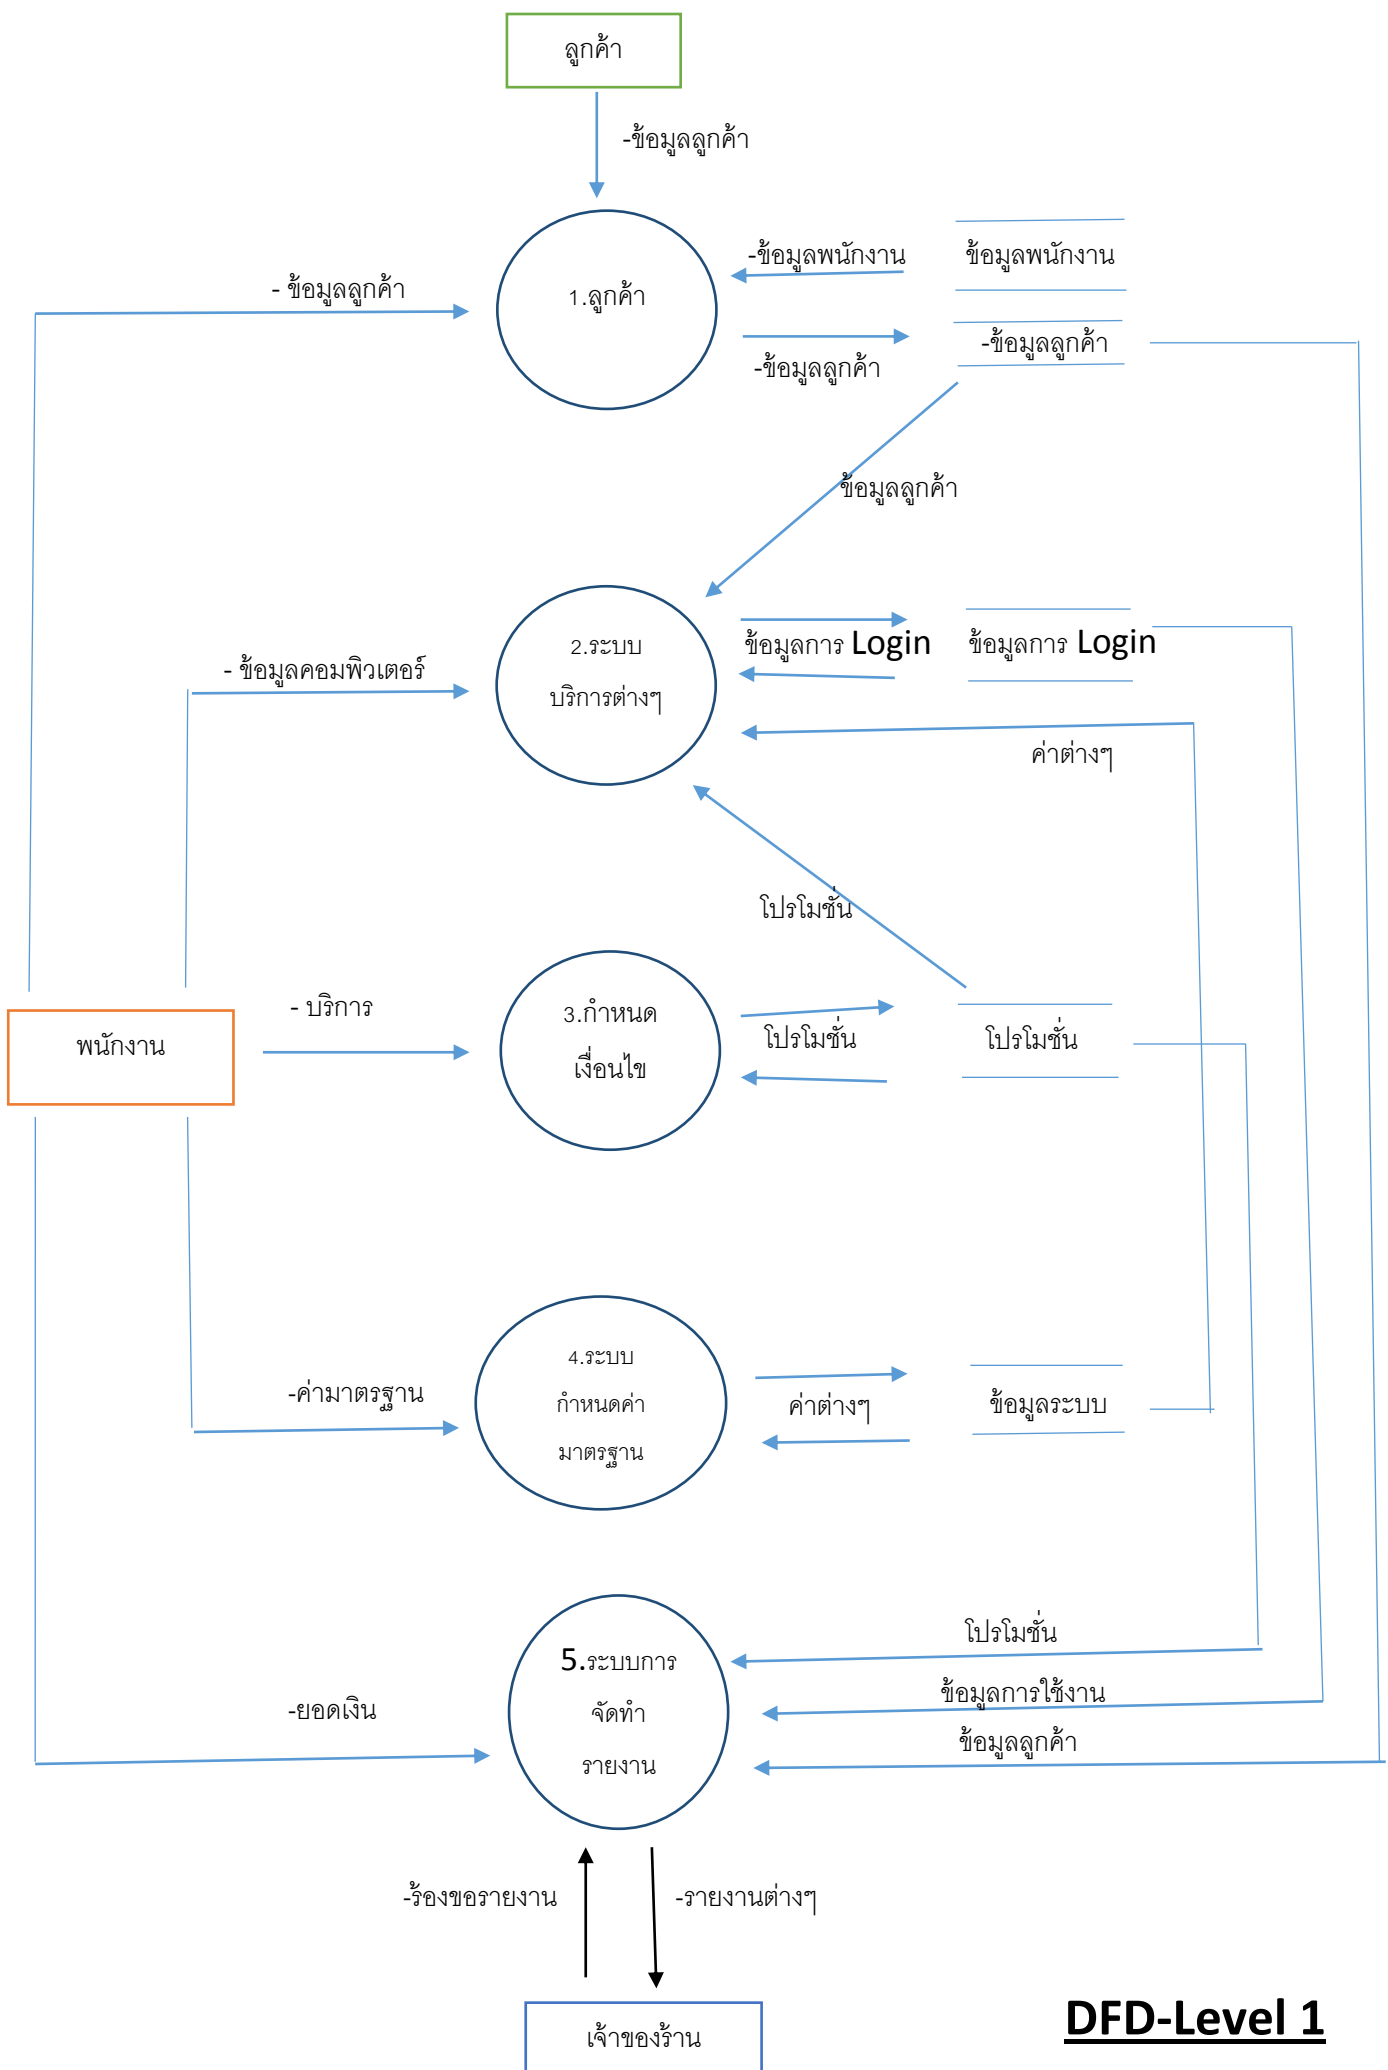 ลูกค้า
-ข้อมูลลูกค้า
-ข้อมูลพนักงาน
ข้อมูลพนักงาน
- ข้อมูลลูกค้า
1.ลูกค้า
-ข้อมูลลูกค้า
-ข้อมูลลูกค้า
ข้อมูลลูกค้า
2.ระบบ
บริการต่างๆ
ข้อมูลการ Login
ข้อมูลการ Login
- ข้อมูลคอมพิวเตอร์
ค่าต่างๆ
โปรโมชั่น
- บริการ
3.กำหนด
เงื่อนไข
โปรโมชั่น
โปรโมชั่น
พนักงาน
4.ระบบ
กำหนดค่า
มาตรฐาน
-ค่ามาตรฐาน
ค่าต่างๆ
ข้อมูลระบบ
โปรโมชั่น
5.ระบบการ
จัดทำ
รายงาน
ข้อมูลการใช้งาน
-ยอดเงิน
ข้อมูลลูกค้า
-ร้องขอรายงาน
-รายงานต่างๆ
DFD-Level 1
เจ้าของร้าน